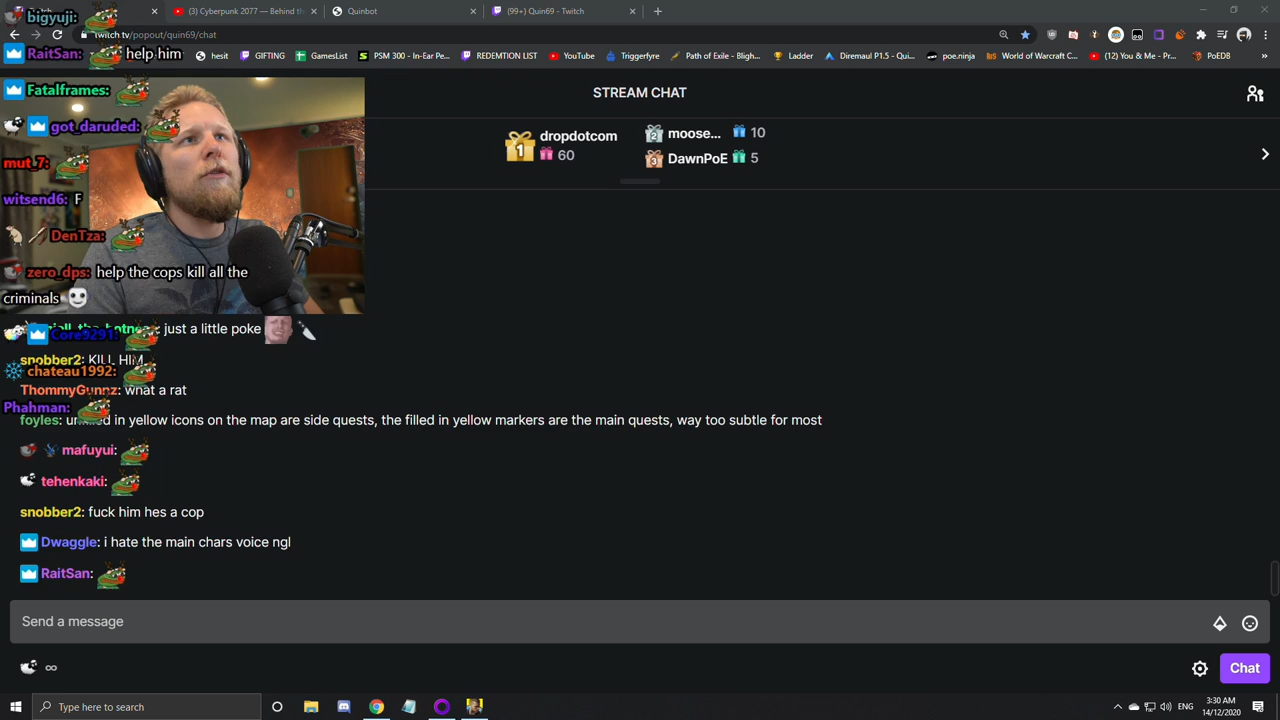 (3) Cyberpunk 2077 — Behind th
Quinbot
(99+) Quin69 - Twitch
twitch.tv/popout/quin69/chat
hesit
GIFTING
GamesList
PSM 300 - In-Ear Pe...
REDEMTION LIST
YouTube
Triggerfyre
Path of Exile – Bligh...
Ladder
Diremaul P1.5 - Qui...
poe.ninja
World of Warcraft C...
(12) You & Me - Pr...
PoEDB
bigyuji:
RaitSan: help him
Fatalframes:
got_daruded:
mut_7:
witsend6: F
DenTza:
zero_dps: help the cops kill all the
criminals
Core9291:
chateau1992:
Phahman:
STREAM CHAT
1 dropdotcom
60
2 moose... 10
3 DawnPoE 5
: just a little poke
snobber2: KILL HIM
ThommyGunnz: what a rat
foyles: in yellow icons on the map are side quests, the filled in yellow markers are the main quests, way too subtle for most
mafuyui:
tehenkaki:
snobber2: fuck him hes a cop
Dwaggle: i hate the main chars voice ngl
RaitSan:
Send a message
∞
Chat
Type here to search
ENG
3:30 AM
14/12/2020